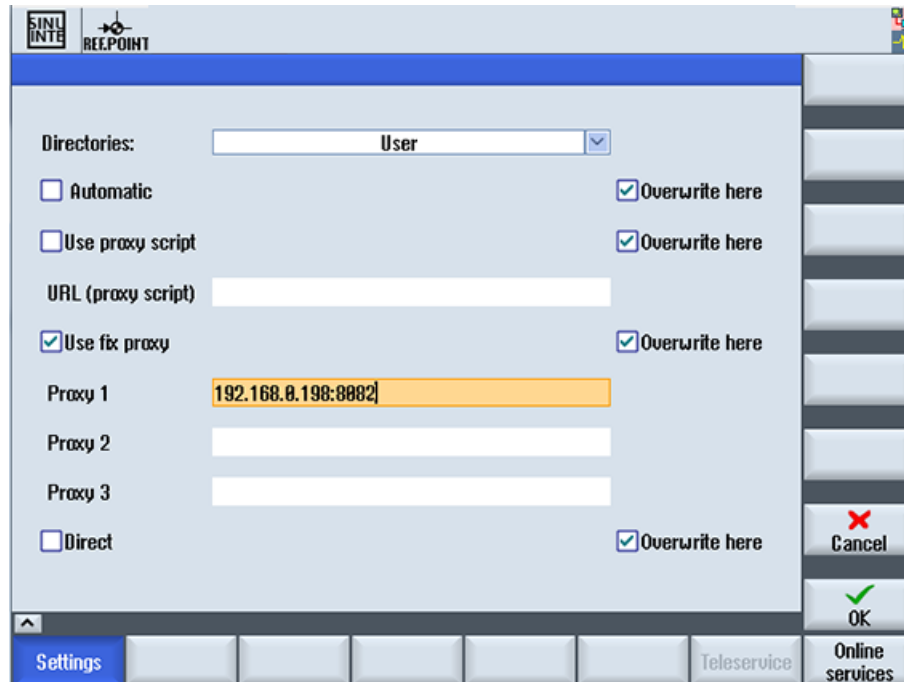 SINU
INTE
REF.POINT
Directories: User
Automatic Overwrite here
Use proxy script Overwrite here
URL (proxy script)
Use fix proxy Overwrite here
Proxy 1 192.168.0.198:8082
Proxy 2
Proxy 3
Direct Overwrite here
Cancel
OK
Settings Teleservice Online
services